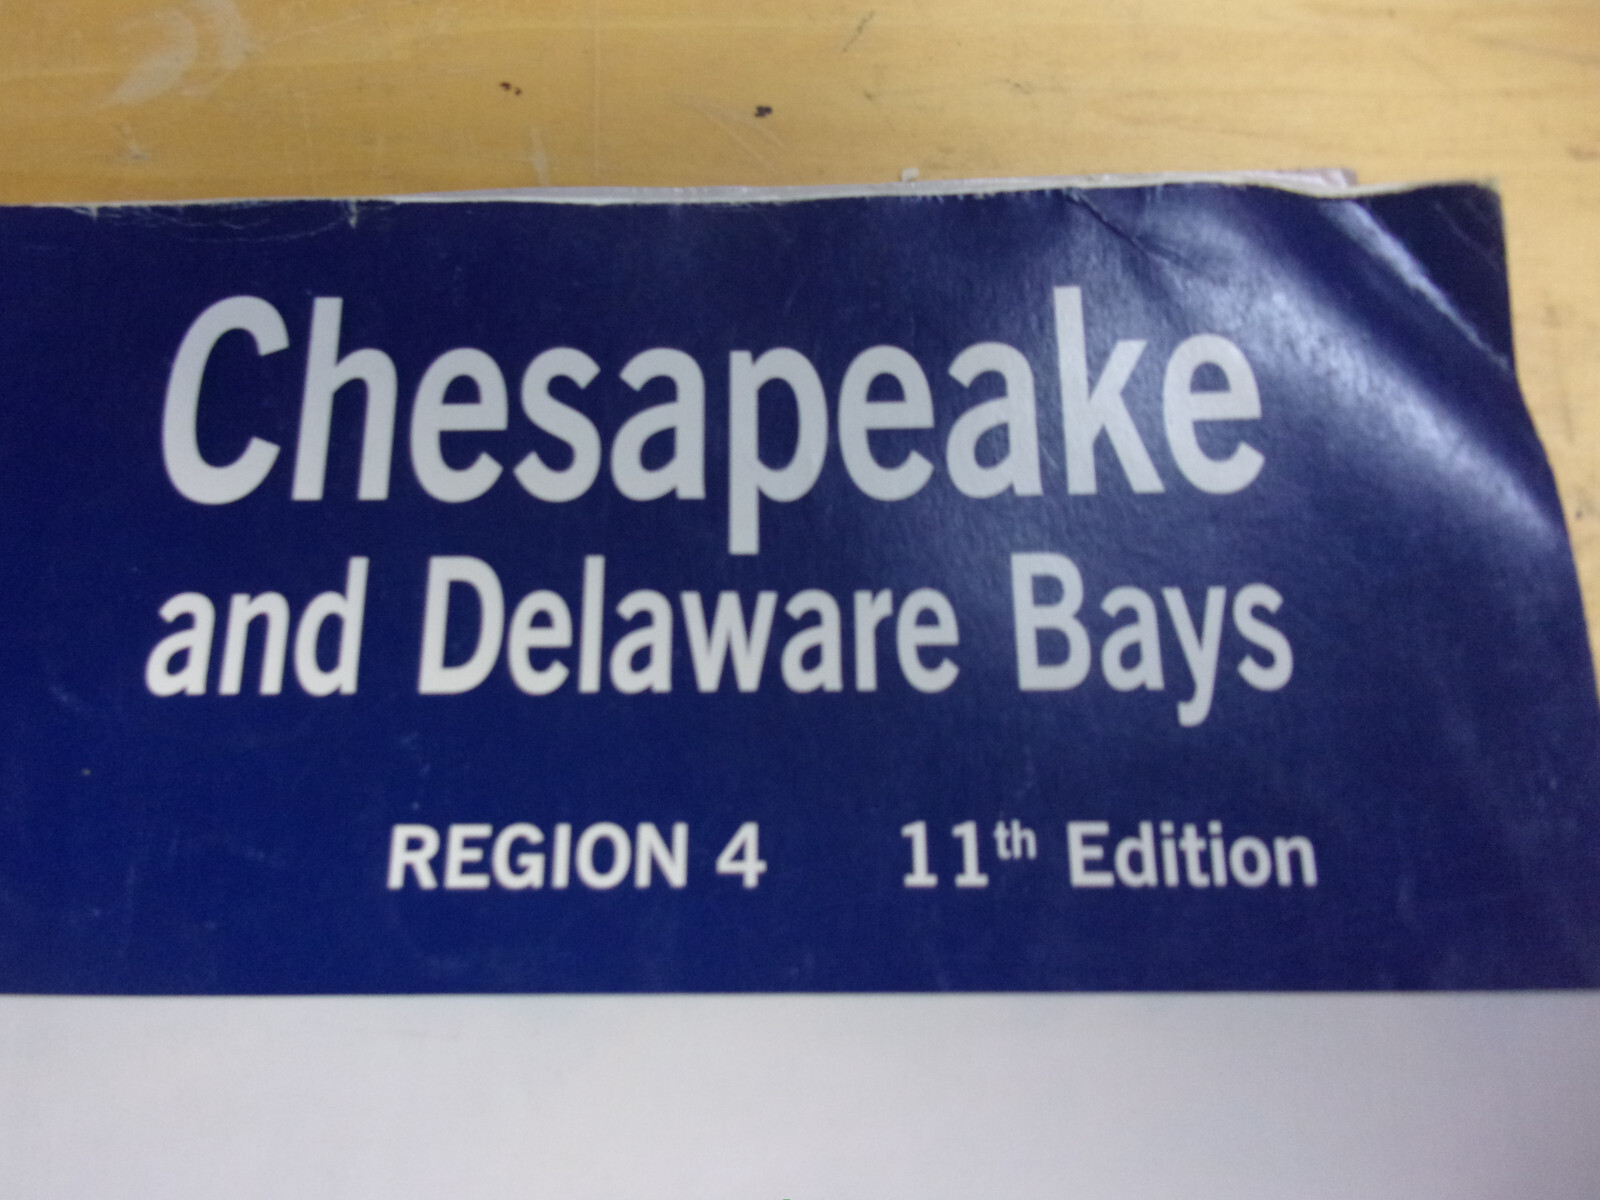 Chesapeake
and Delaware Bays
REGION 4 11th Edition